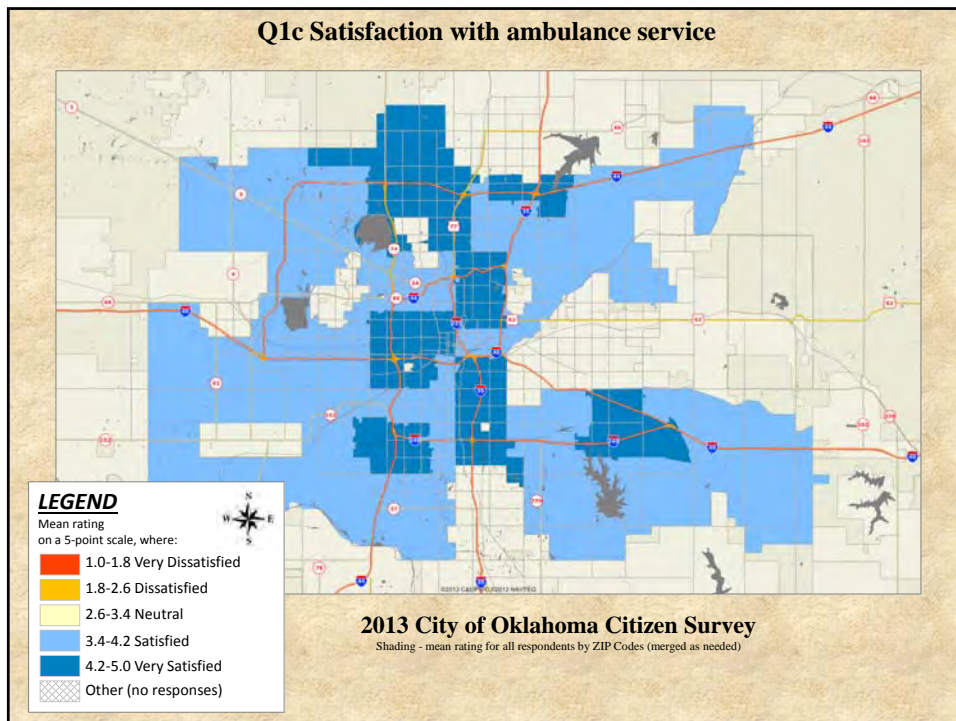 Q1c Satisfaction with ambulance service
LEGEND
Mean rating
on a 5-point scale, where:
1.0-1.8 Very Dissatisfied
1.8-2.6 Dissatisfied
2.6-3.4 Neutral
3.4-4.2 Satisfied
4.2-5.0 Very Satisfied
Other (no responses)
N
W E
S
2013 City of Oklahoma Citizen Survey
Shading - mean rating for all respondents by ZIP Codes (merged as needed)